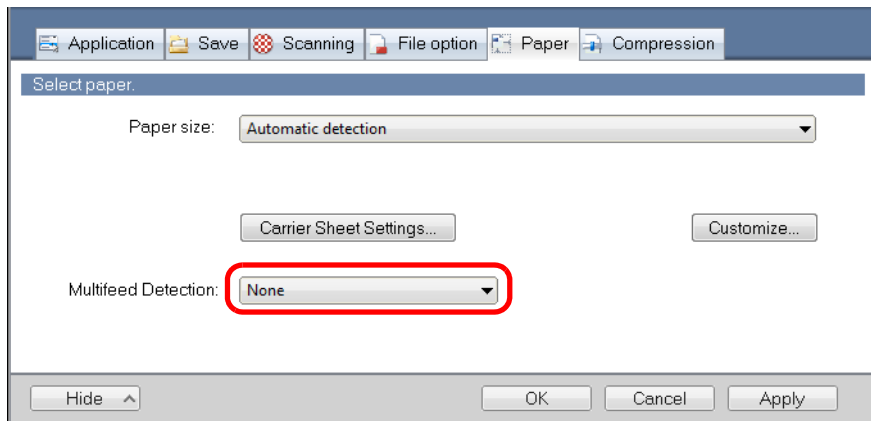 Application Save Scanning File option Paper Compression
Select paper.
Paper size: Automatic detection
Carrier Sheet Settings... Customize...
Multifeed Detection: None
Hide OK Cancel Apply